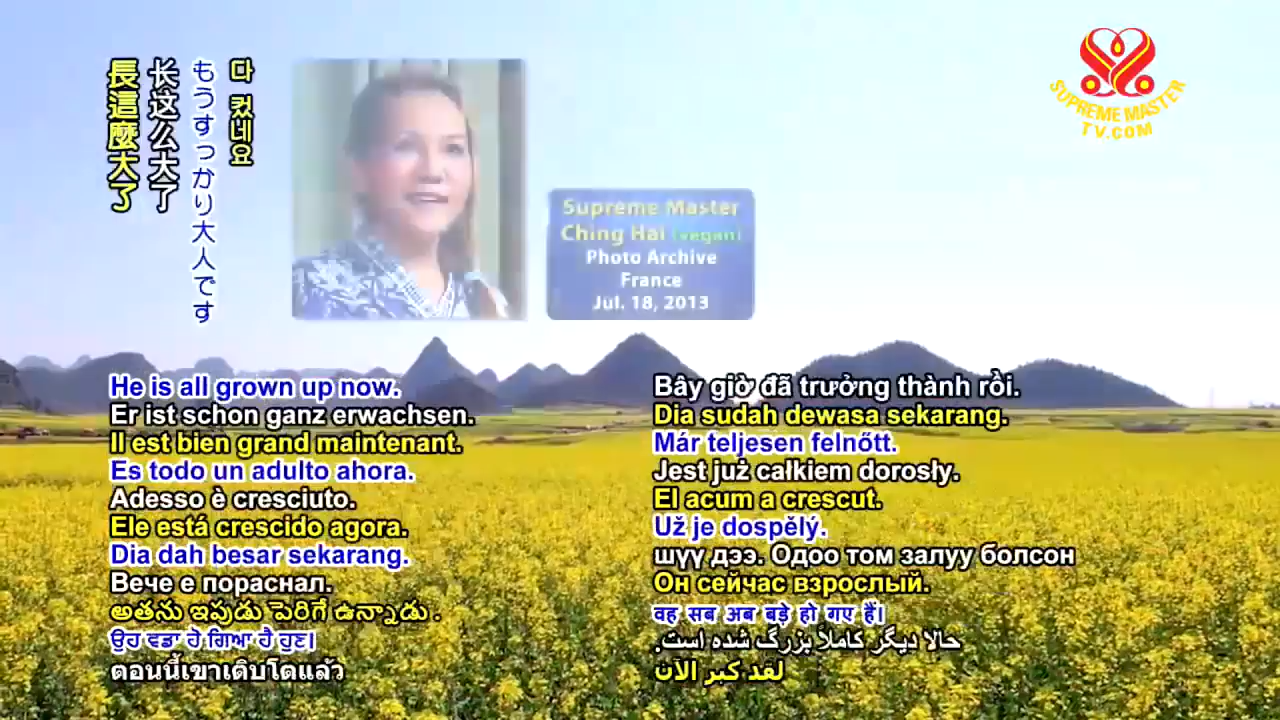 長這麼大了
长这么大了
もうすっかり大人です
다 컸네요
SUPREME MASTER
TV.COM
Supreme Master
Ching Hai (vegan)
Photo Archive
France
Jul. 18, 2013
He is all grown up now.
Er ist schon ganz erwachsen.
Il est bien grand maintenant.
Es todo un adulto ahora.
Adesso è cresciuto.
Ele está crescido agora.
Dia dah besar sekarang.
Вече е пораснал.
అతను ఇపుడు పెరిగే ఉన్నాడు .
ਉਹ ਵਡਾ ਹੋ ਗਿਆ ਹੈ ਹੁਣ।
ตอนนี้เขาเติบโตแล้ว
Bây giờ đã trưởng thành rồi.
Dia sudah dewasa sekarang.
Már teljesen felnőtt.
Jest już całkiem dorosły.
El acum a crescut.
Už je dospělý.
шүү дээ. Одоо том залуу болсон
Он сейчас взрослый.
वह सब अब बड़े हो गए हैं।
حالا دیگر کاملاً بزرگ شده است.
لقد كبر الآن